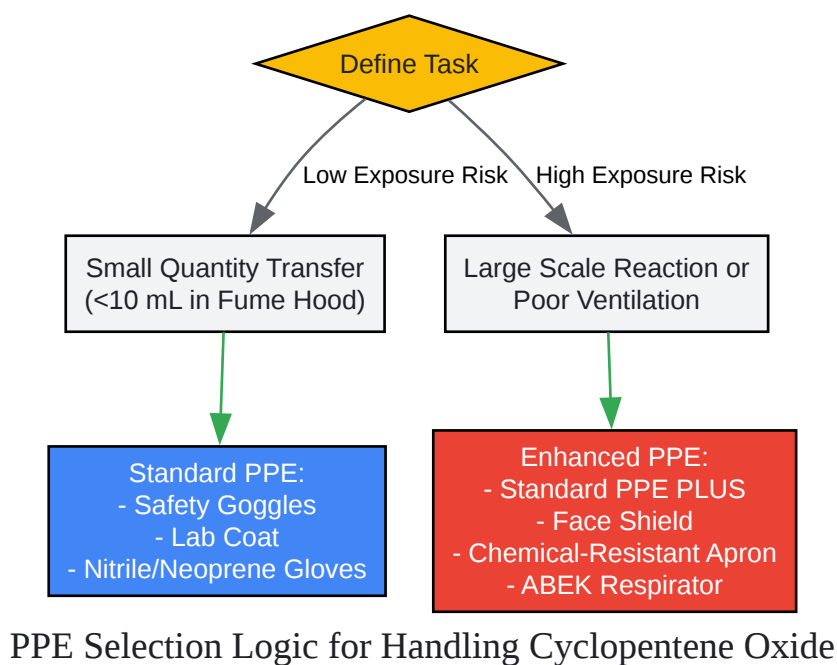 Define Task
Low Exposure Risk
High Exposure Risk
Small Quantity Transfer
(<10 mL in Fume Hood)
Large Scale Reaction or
Poor Ventilation
Standard PPE:
- Safety Goggles
- Lab Coat
- Nitrile/Neoprene Gloves
Enhanced PPE:
- Standard PPE PLUS
- Face Shield
- Chemical-Resistant Apron
- ABEK Respirator
PPE Selection Logic for Handling Cyclopentene Oxide